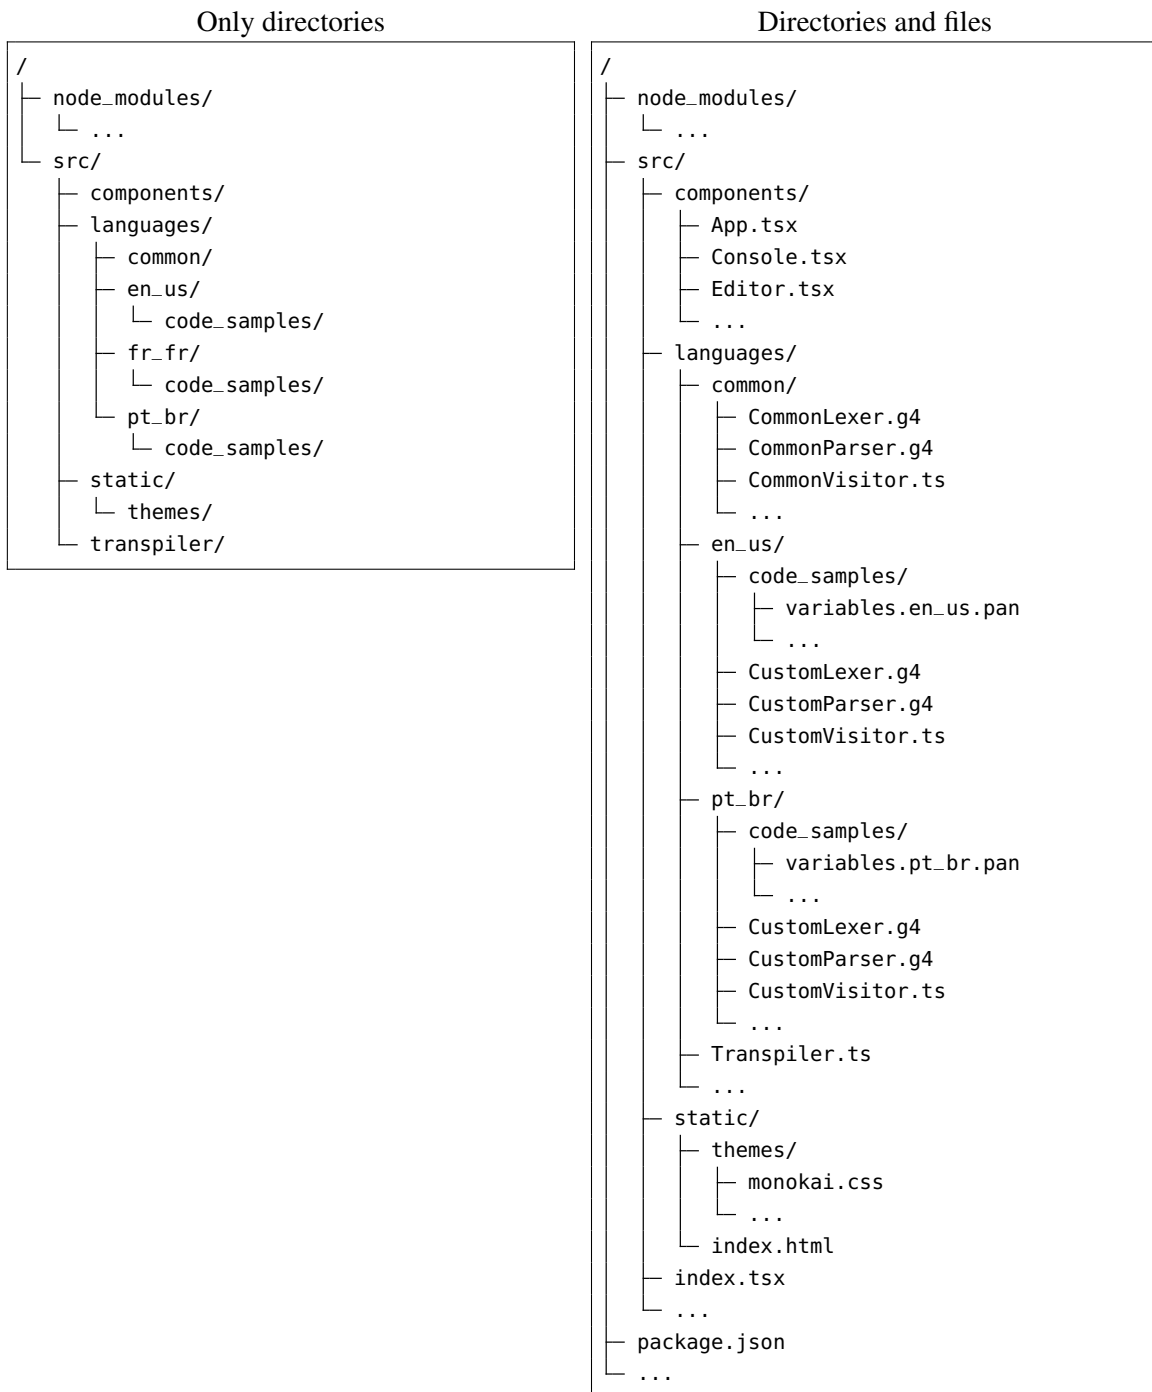 Only directories
/
├─ node_modules/
│  └─ ...
└─ src/
   ├─ components/
   ├─ languages/
   │  ├─ common/
   │  ├─ en_us/
   │  │  └─ code_samples/
   │  ├─ fr_fr/
   │  │  └─ code_samples/
   │  └─ pt_br/
   │     └─ code_samples/
   ├─ static/
   │  └─ themes/
   └─ transpiler/
Directories and files
/
├─ node_modules/
│  └─ ...
├─ src/
│  ├─ components/
│  │  ├─ App.tsx
│  │  ├─ Console.tsx
│  │  ├─ Editor.tsx
│  │  └─ ...
│  ├─ languages/
│  │  ├─ common/
│  │  │  ├─ CommonLexer.g4
│  │  │  ├─ CommonParser.g4
│  │  │  ├─ CommonVisitor.ts
│  │  │  └─ ...
│  │  ├─ en_us/
│  │  │  ├─ code_samples/
│  │  │  │  ├─ variables.en_us.pan
│  │  │  │  └─ ...
│  │  │  ├─ CustomLexer.g4
│  │  │  ├─ CustomParser.g4
│  │  │  ├─ CustomVisitor.ts
│  │  │  └─ ...
│  │  ├─ pt_br/
│  │  │  ├─ code_samples/
│  │  │  │  ├─ variables.pt_br.pan
│  │  │  │  └─ ...
│  │  │  ├─ CustomLexer.g4
│  │  │  ├─ CustomParser.g4
│  │  │  ├─ CustomVisitor.ts
│  │  │  └─ ...
│  │  ├─ Transpiler.ts
│  │  └─ ...
│  ├─ static/
│  │  ├─ themes/
│  │  │  ├─ monokai.css
│  │  │  └─ ...
│  │  └─ index.html
│  ├─ index.tsx
│  └─ ...
├─ package.json
└─ ...